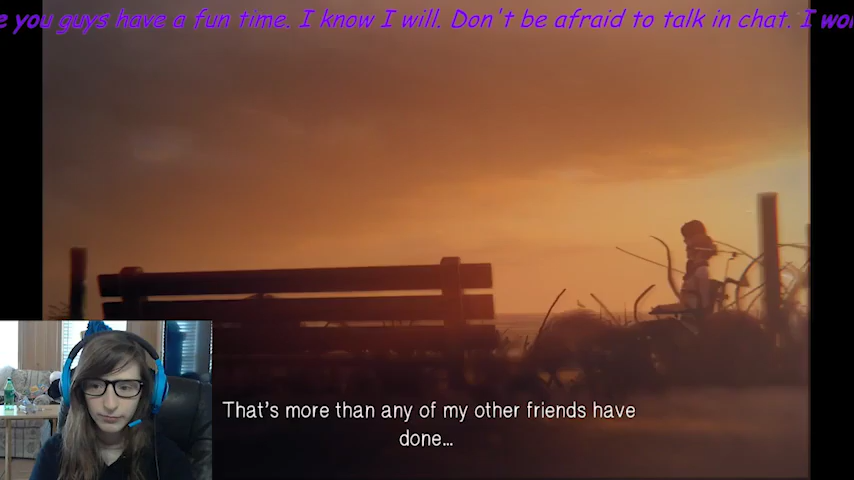 e you guys have a fun time. I know I will. Don't be afraid to talk in chat. I wo
That's more than any of my other friends have
done...